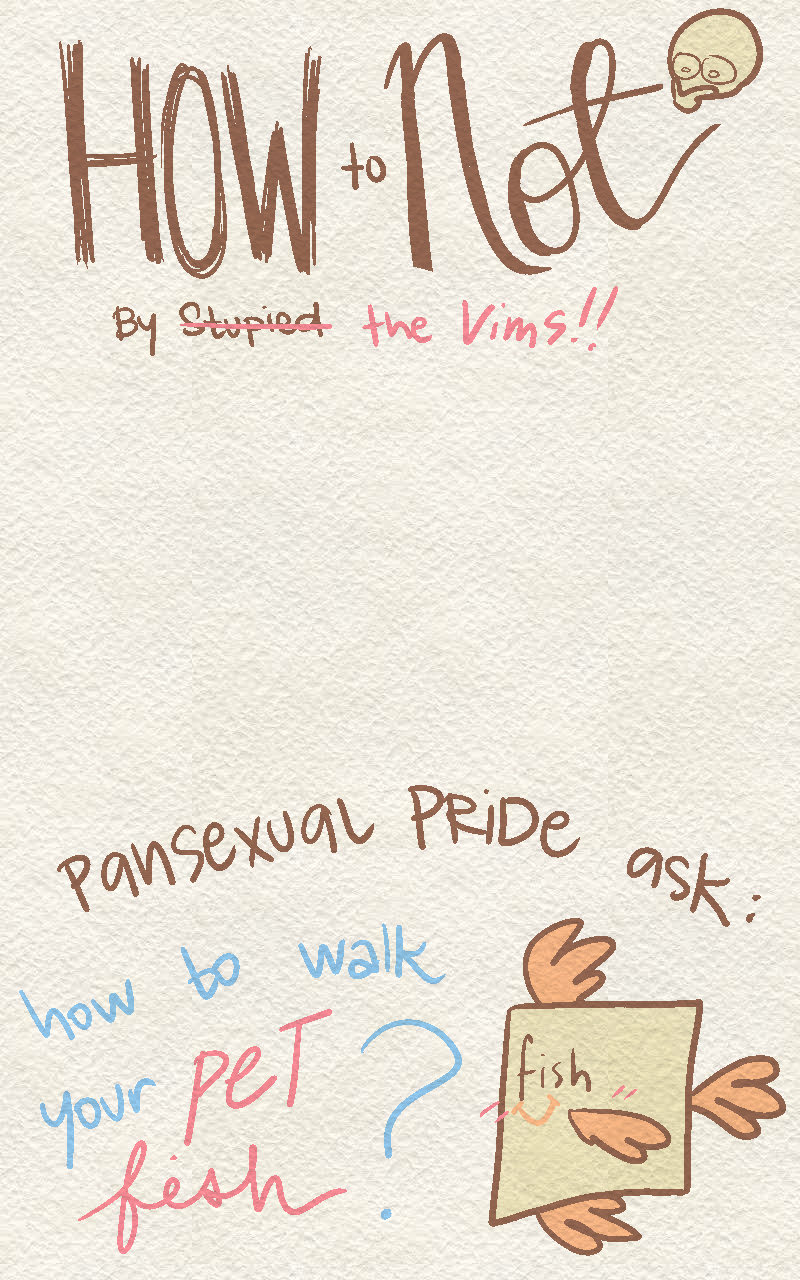 HOW to Not
By Stupied the Vims!!
Pansexual PRiDe ask:
how to walk
your PeT ?
fish
fish